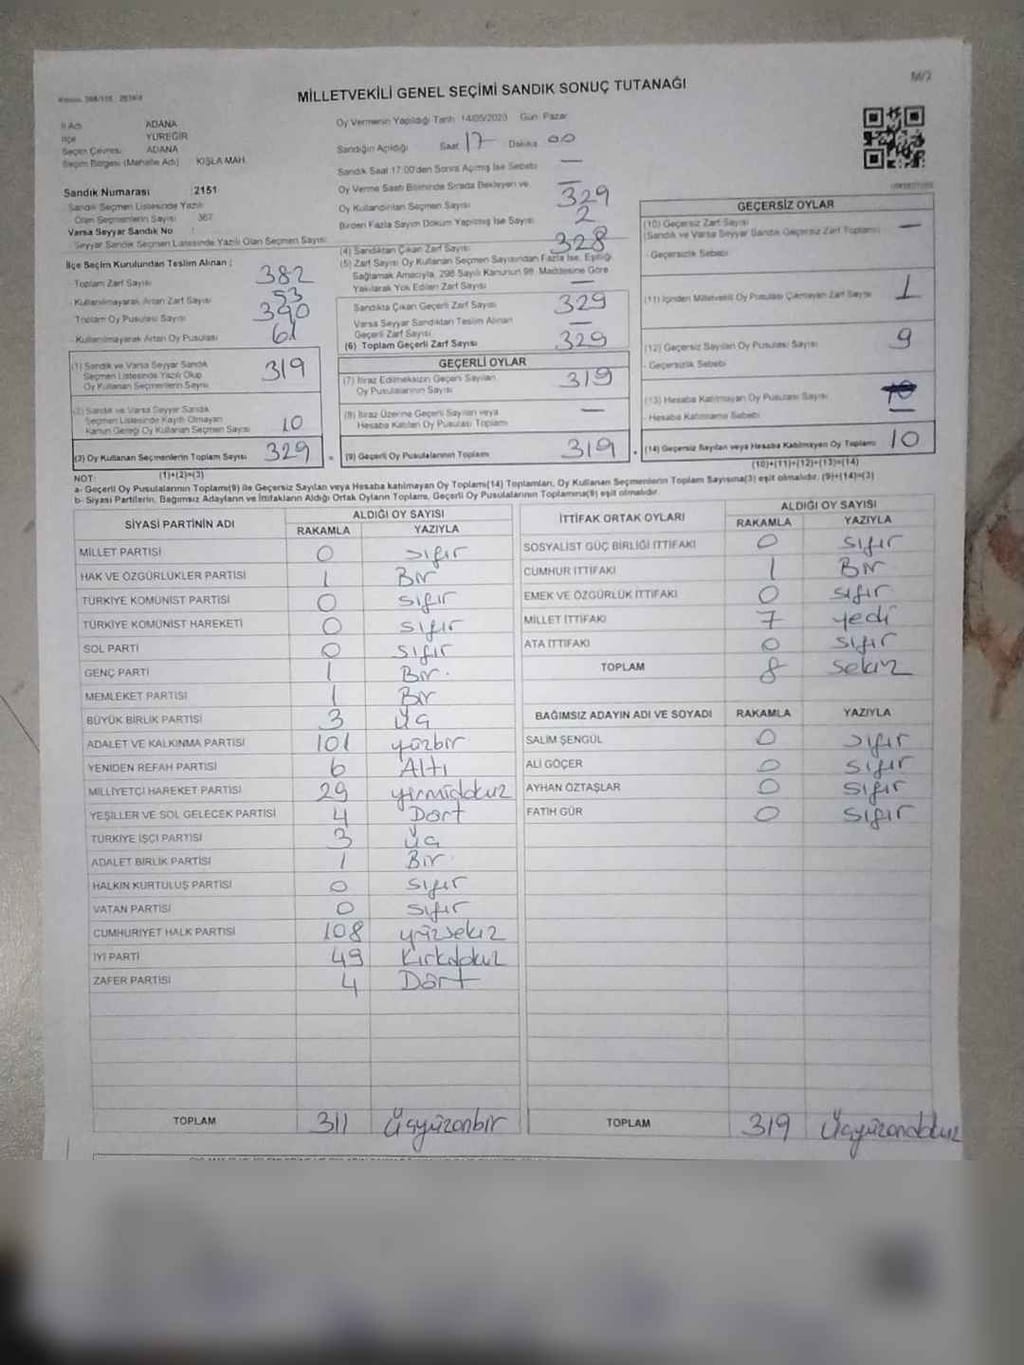 M/2
MİLLETVEKİLİ GENEL SEÇİMİ SANDIK SONUÇ TUTANAĞI
İl Adı ADANA
İlçe YÜREĞİR
Seçim Çevresi ADANA
Seçim Bölgesi (Mahalle Adı) KIŞLA MAH.
Sandık Numarası 2151
Sandık Seçmen Listesinde Yazılı
Olan Seçmenlerin Sayısı 367
Varsa Seyyar Sandık No :
Seyyar Sandık Seçmen Listesinde Yazılı Olan Seçmen Sayısı
İlçe Seçim Kurulundan Teslim Alınan :
Toplam Zarf Sayısı 382
- Kullanılmayarak Artan Zarf Sayısı 53
Toplam Oy Pusulası Sayısı 390
- Kullanılmayarak Artan Oy Pusulası 61
(1) Sandık ve Varsa Seyyar Sandık
Seçmen Listesinde Yazılı Olup
Oy Kullanan Seçmenlerin Sayısı 319
(2) Sandık ve Varsa Seyyar Sandık
Seçmen Listesinde Kayıtlı Olmayan
Kanun Gereği Oy Kullanan Seçmen Sayısı 10
(3) Oy Kullanan Seçmenlerin Toplam Sayısı 329
(1)+(2)=(3)
Oy Vermenin Yapıldığı Tarih 14/05/2023 Gün Pazar
Sandığın Açıldığı Saat 17 Dakika 00
Sandık Saat 17:00'den Sonra Açılmış İse Sebebi —
Oy Verme Saati Bitiminde Sırada Bekleyen ve
Oy Kullandırılan Seçmen Sayısı 329
Birden Fazla Sayım Döküm Yapılmış İse Sayısı 2
(4) Sandıktan Çıkan Zarf Sayısı 328
(5) Zarf Sayısı Oy Kullanan Seçmen Sayısından Fazla İse, Eşitliği
Sağlamak Amacıyla, 298 Sayılı Kanunun 98. Maddesine Göre
Yakılarak Yok Edilen Zarf Sayısı —
Sandıkta Çıkan Geçerli Zarf Sayısı 329
Varsa Seyyar Sandıktan Teslim Alınan
Geçerli Zarf Sayısı —
(6) Toplam Geçerli Zarf Sayısı 329
GEÇERLİ OYLAR
(7) İtiraz Edilmeksizin Geçerli Sayılan
Oy Pusulalarının Sayısı 319
(8) İtiraz Üzerine Geçerli Sayılan veya
Hesaba Katılan Oy Pusulası Toplamı —
(9) Geçerli Oy Pusulalarının Toplamı 319
GEÇERSİZ OYLAR
(10) Geçersiz Zarf Sayısı
(Sandık ve Varsa Seyyar Sandık Geçersiz Zarf Toplamı) —
- Geçersizlik Sebebi
(11) İçinden Milletvekili Oy Pusulası Çıkmayan Zarf Sayısı 1
(12) Geçersiz Sayılan Oy Pusulası Sayısı 9
- Geçersizlik Sebebi
(13) Hesaba Katılmayan Oy Pusulası Sayısı —
- Hesaba Katılmama Sebebi
(14) Geçersiz Sayılan veya Hesaba Katılmayan Oy Toplamı 10
(10)+(11)+(12)+(13)=(14)
NOT:
a- Geçerli Oy Pusulalarının Toplamı(9) ile Geçersiz Sayılan veya Hesaba katılmayan Oy Toplamı(14) Toplamları, Oy Kullanan Seçmenlerin Toplam Sayısına(3) eşit olmalıdır. (9)+(14)=(3)
b- Siyasi Partilerin, Bağımsız Adayların ve İttifakların Aldığı Ortak Oyların Toplamı, Geçerli Oy Pusulalarının Toplamına(9) eşit olmalıdır.
SİYASİ PARTİNİN ADI ALDIĞI OY SAYISI
RAKAMLA YAZIYLA
MİLLET PARTİSİ 0 sıfır
HAK VE ÖZGÜRLÜKLER PARTİSİ 1 Bir
TÜRKİYE KOMÜNİST PARTİSİ 0 sıfır
TÜRKİYE KOMÜNİST HAREKETİ 0 sıfır
SOL PARTİ 0 sıfır
GENÇ PARTİ 1 Bir.
MEMLEKET PARTİSİ 1 Bir
BÜYÜK BİRLİK PARTİSİ 3 Üç
ADALET VE KALKINMA PARTİSİ 101 yüzbir
YENİDEN REFAH PARTİSİ 6 Altı
MİLLİYETÇİ HAREKET PARTİSİ 29 yirmidokuz
YEŞİLLER VE SOL GELECEK PARTİSİ 4 Dört
TÜRKİYE İŞÇİ PARTİSİ 3 Üç
ADALET BİRLİK PARTİSİ 1 Bir
HALKIN KURTULUŞ PARTİSİ 0 sıfır
VATAN PARTİSİ 0 sıfır
CUMHURİYET HALK PARTİSİ 108 yüzsekiz
İYİ PARTİ 49 Kırkdokuz
ZAFER PARTİSİ 4 Dört
TOPLAM 311 Üçyüzonbir
İTTİFAK ORTAK OYLARI ALDIĞI OY SAYISI
RAKAMLA YAZIYLA
SOSYALİST GÜÇ BİRLİĞİ İTTİFAKI 0 sıfır
CUMHUR İTTİFAKI 1 Bir
EMEK VE ÖZGÜRLÜK İTTİFAKI 0 sıfır
MİLLET İTTİFAKI 7 yedi
ATA İTTİFAKI 0 sıfır
TOPLAM 8 sekiz
BAĞIMSIZ ADAYIN ADI VE SOYADI RAKAMLA YAZIYLA
SALİM ŞENGÜL 0 sıfır
ALİ GÖÇER 0 sıfır
AYHAN ÖZTAŞLAR 0 sıfır
FATİH GÜR 0 sıfır
TOPLAM 319 Üçyüzondokuz